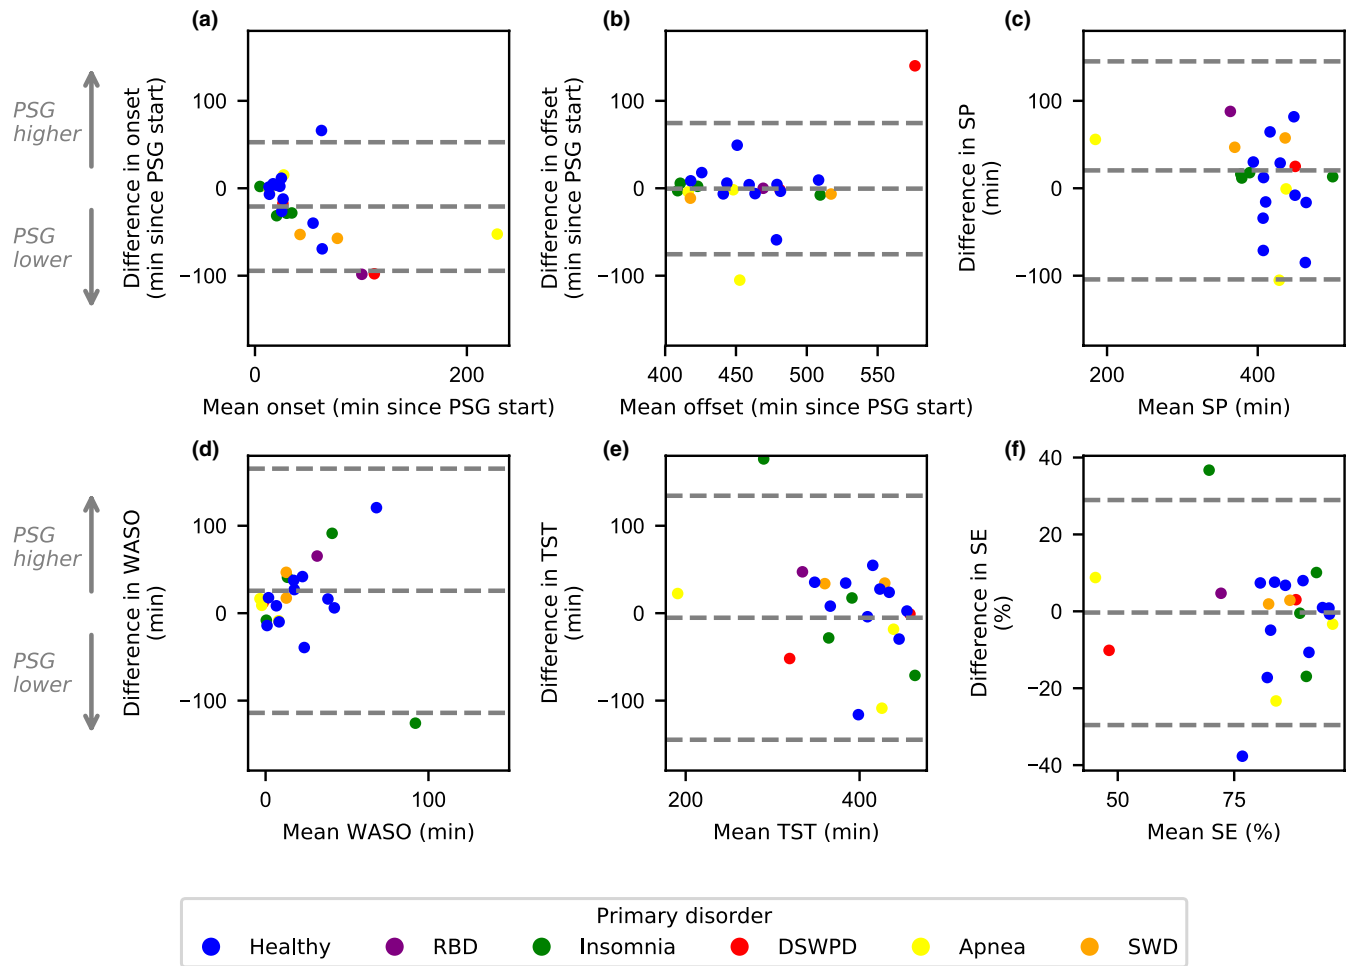 (a)
(b)
(c)
PSG
higher
PSG
lower
Difference in onset
(min since PSG start)
100
0
−100
0
200
Mean onset (min since PSG start)
Difference in offset
(min since PSG start)
100
0
−100
400
450
500
550
Mean offset (min since PSG start)
Difference in SP
(min)
100
0
−100
200
400
Mean SP (min)
(d)
(e)
(f)
PSG
higher
PSG
lower
Difference in WASO
(min)
100
0
−100
0
100
Mean WASO (min)
Difference in TST
(min)
100
0
−100
200
400
Mean TST (min)
Difference in SE
(%)
40
20
0
−20
−40
50
75
Mean SE (%)
Primary disorder
Healthy
RBD
Insomnia
DSWPD
Apnea
SWD